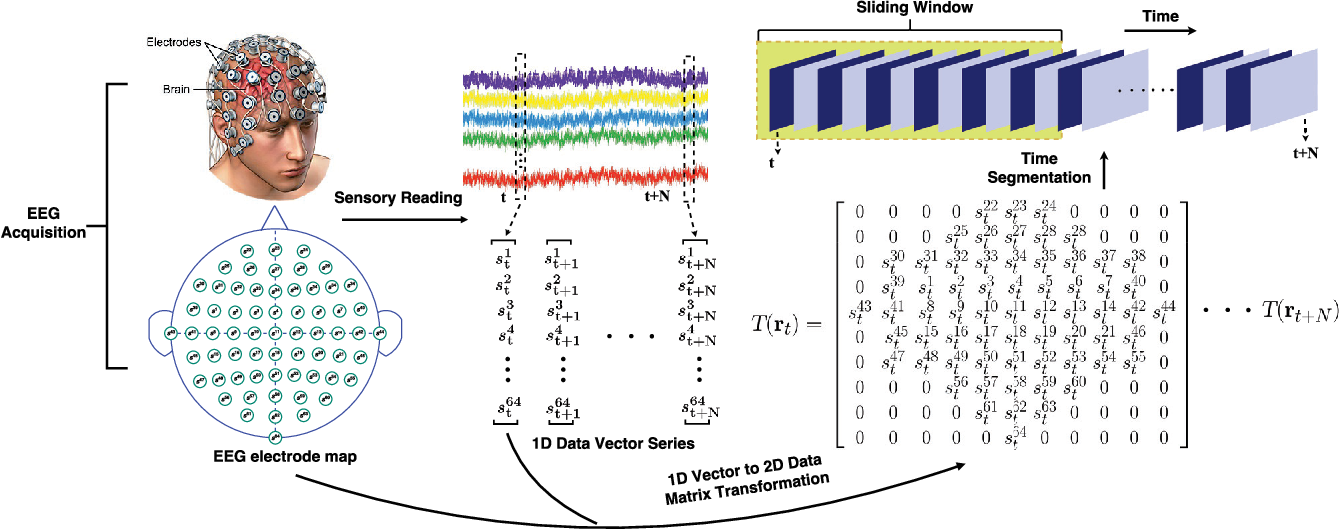 Sliding Window
Time
Electrodes
Brain
t
t+N
Time
Segmentation
EEG
Acquisition
Sensory Reading
t
t+N
s_t^1 s_{t+1}^1 s_{t+N}^1
s_t^2 s_{t+1}^2 s_{t+N}^2
s_t^3 s_{t+1}^3 s_{t+N}^3
s_t^4 s_{t+1}^4 · · · s_{t+N}^4
s_t^64 s_{t+1}^64 s_{t+N}^64
1D Data Vector Series
EEG electrode map
1D Vector to 2D Data
Matrix Transformation
T(r_t) =
0 0 0 0 s_t^22 s_t^23 s_t^24 0 0 0 0
0 0 0 s_t^25 s_t^26 s_t^27 s_t^28 s_t^28 0 0 0
0 s_t^30 s_t^31 s_t^32 s_t^33 s_t^34 s_t^35 s_t^36 s_t^37 s_t^38 0
0 s_t^39 s_t^1 s_t^2 s_t^3 s_t^4 s_t^5 s_t^6 s_t^7 s_t^40 0
s_t^43 s_t^41 s_t^8 s_t^9 s_t^10 s_t^11 s_t^12 s_t^13 s_t^14 s_t^42 s_t^44
0 s_t^45 s_t^15 s_t^16 s_t^17 s_t^18 s_t^19 s_t^20 s_t^21 s_t^46 0
0 s_t^47 s_t^48 s_t^49 s_t^50 s_t^51 s_t^52 s_t^53 s_t^54 s_t^55 0
0 0 0 s_t^56 s_t^57 s_t^58 s_t^59 s_t^60 0 0 0
0 0 0 0 s_t^61 s_t^62 s_t^63 0 0 0 0
0 0 0 0 0 s_t^64 0 0 0 0 0
· · · T(r_{t+N})